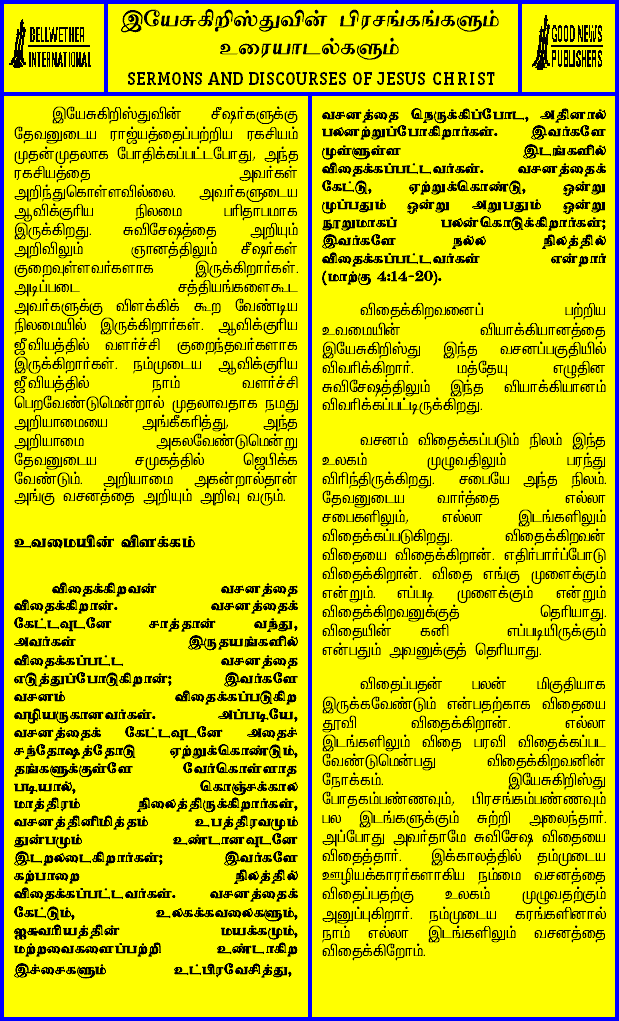 BELLWETHER
INTERNATIONAL
இயேசுகிறிஸ்துவின் பிரசங்கங்களும்
உரையாடல்களும்
SERMONS AND DISCOURSES OF JESUS CHRIST
GOOD NEWS
PUBLISHERS
இயேசுகிறிஸ்துவின் சீஷர்களுக்கு
தேவனுடைய ராஜ்யத்தைப்பற்றிய ரகசியம்
முதன்முதலாக போதிக்கப்பட்டபோது, அந்த
ரகசியத்தை அவர்கள்
அறிந்துகொள்ளவில்லை. அவர்களுடைய
ஆவிக்குரிய நிலமை பரிதாபமாக
இருக்கிறது. சுவிசேஷத்தை அறியும்
அறிவிலும் ஞானத்திலும் சீஷர்கள்
குறைவுள்ளவர்களாக இருக்கிறார்கள்.
அடிப்படை சத்தியங்களைகூட
அவர்களுக்கு விளக்கிக் கூற வேண்டிய
நிலமையில் இருக்கிறார்கள். ஆவிக்குரிய
ஜீவியத்தில் வளர்ச்சி குறைந்தவர்களாக
இருக்கிறார்கள். நம்முடைய ஆவிக்குரிய
ஜீவியத்தில் நாம் வளர்ச்சி
பெறவேண்டுமென்றால் முதலாவதாக நமது
அறியாமையை அங்கீகரித்து, அந்த
அறியாமை அகலவேண்டுமென்று
தேவனுடைய சமுகத்தில் ஜெபிக்க
வேண்டும். அறியாமை அகன்றால்தான்
அங்கு வசனத்தை அறியும் அறிவு வரும்.
உவமையின் விளக்கம்
விதைக்கிறவன் வசனத்தை
விதைக்கிறான். வசனத்தைக்
கேட்டவுடனே சாத்தான் வந்து,
அவர்கள் இருதயங்களில்
விதைக்கப்பட்ட வசனத்தை
எடுத்துப்போடுகிறான்; இவர்களே
வசனம் விதைக்கப்படுகிற
வழியருகானவர்கள். அப்படியே,
வசனத்தைக் கேட்டவுடனே அதைச்
சந்தோஷத்தோடு ஏற்றுக்கொண்டும்,
தங்களுக்குள்ளே வேர்கொள்ளாத
படியால், கொஞ்சக்கால
மாத்திரம் நிலைத்திருக்கிறார்கள்,
வசனத்தினிமித்தம் உபத்திரவமும்
துன்பமும் உண்டானவுடனே
இடறலடைகிறார்கள்; இவர்களே
கற்பாறை நிலத்தில்
விதைக்கப்பட்டவர்கள். வசனத்தைக்
கேட்டும், உலகக்கவலைகளும்,
ஐசுவரியத்தின் மயக்கமும்,
மற்றவைகளைப்பற்றி உண்டாகிற
இச்சைகளும் உட்பிரவேசித்து,
வசனத்தை நெருக்கிப்போட, அதினால்
பலனற்றுப்போகிறார்கள். இவர்களே
முள்ளுள்ள இடங்களில்
விதைக்கப்பட்டவர்கள். வசனத்தைக்
கேட்டு, ஏற்றுக்கொண்டு, ஒன்று
முப்பதும் ஒன்று அறுபதும் ஒன்று
நூறுமாகப் பலன்கொடுக்கிறார்கள்;
இவர்களே நல்ல நிலத்தில்
விதைக்கப்பட்டவர்கள் என்றார்
(மாற்கு 4:14-20).
விதைக்கிறவனைப் பற்றிய
உவமையின் வியாக்கியானத்தை
இயேசுகிறிஸ்து இந்த வசனப்பகுதியில்
விவரிக்கிறார். மத்தேயு எழுதின
சுவிசேஷத்திலும் இந்த வியாக்கியானம்
விவரிக்கப்பட்டிருக்கிறது.
வசனம் விதைக்கப்படும் நிலம் இந்த
உலகம் முழுவதிலும் பரந்து
விரிந்திருக்கிறது. சபையே அந்த நிலம்.
தேவனுடைய வார்த்தை எல்லா
சபைகளிலும், எல்லா இடங்களிலும்
விதைக்கப்படுகிறது. விதைக்கிறவன்
விதையை விதைக்கிறான். எதிர்பார்ப்போடு
விதைக்கிறான். விதை எங்கு முளைக்கும்
என்றும். எப்படி முளைக்கும் என்றும்
விதைக்கிறவனுக்குத் தெரியாது.
விதையின் கனி எப்படியிருக்கும்
என்பதும் அவனுக்குத் தெரியாது.
விதைப்பதன் பலன் மிகுதியாக
இருக்கவேண்டும் என்பதற்காக விதையை
தூவி விதைக்கிறான். எல்லா
இடங்களிலும் விதை பரவி விதைக்கப்பட
வேண்டுமென்பது விதைக்கிறவனின்
நோக்கம். இயேசுகிறிஸ்து
போதகம்பண்ணவும், பிரசங்கம்பண்ணவும்
பல இடங்களுக்கும் சுற்றி அலைந்தார்.
அப்போது அவர்தாமே சுவிசேஷ விதையை
விதைத்தார். இக்காலத்தில் தம்முடைய
ஊழியக்காரர்களாகிய நம்மை வசனத்தை
விதைப்பதற்கு உலகம் முழுவதற்கும்
அனுப்புகிறார். நம்முடைய கரங்களினால்
நாம் எல்லா இடங்களிலும் வசனத்தை
விதைக்கிறோம்.